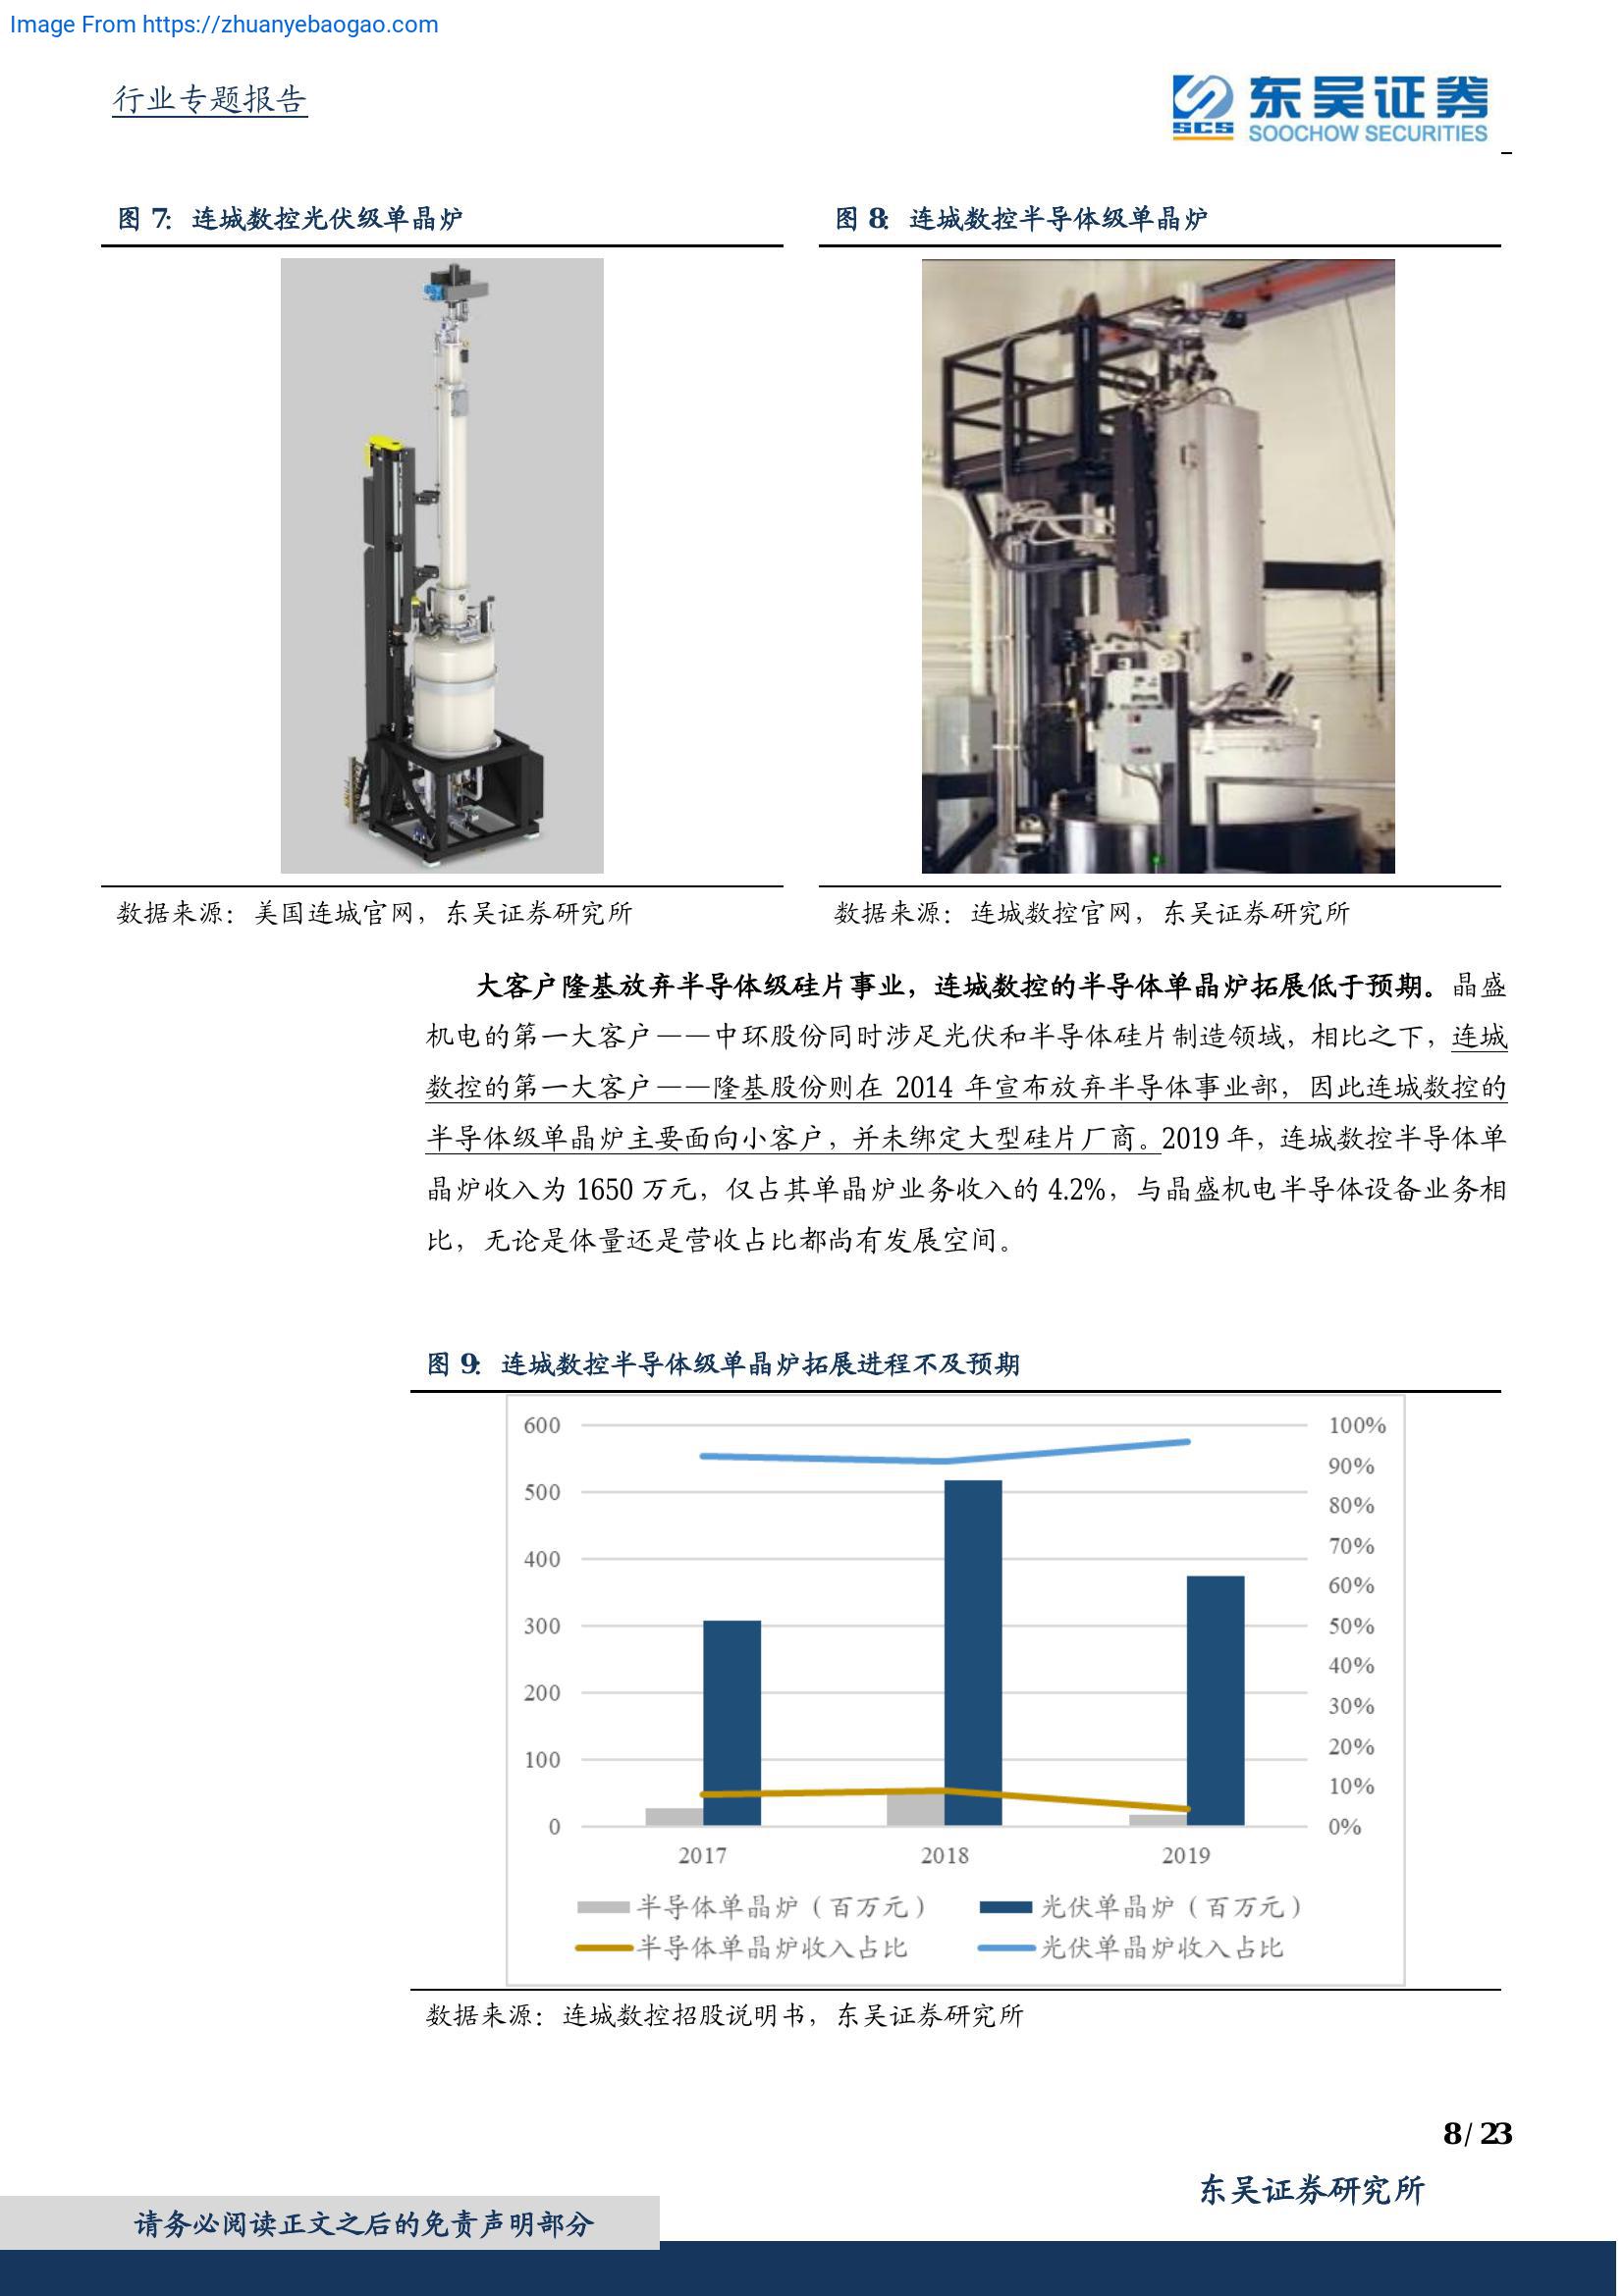 Image From https://zhuanyebaogao.com
行业专题报告
SCS
东吴证券
SOOCHOW SECURITIES
图 7: 连城数控光伏级单晶炉
图 8: 连城数控半导体级单晶炉
数据来源：美国连城官网，东吴证券研究所
数据来源：连城数控官网，东吴证券研究所
大客户隆基放弃半导体级硅片事业，连城数控的半导体单晶炉拓展低于预期。晶盛
机电的第一大客户——中环股份同时涉足光伏和半导体硅片制造领域，相比之下，连城
数控的第一大客户——隆基股份则在 2014 年宣布放弃半导体事业部，因此连城数控的
半导体级单晶炉主要面向小客户，并未绑定大型硅片厂商。2019 年，连城数控半导体单
晶炉收入为 1650 万元，仅占其单晶炉业务收入的 4.2%，与晶盛机电半导体设备业务相
比，无论是体量还是营收占比都尚有发展空间。
图 9: 连城数控半导体级单晶炉拓展进程不及预期
600
500
400
300
200
100
0
100%
90%
80%
70%
60%
50%
40%
30%
20%
10%
0%
2017 2018 2019
半导体单晶炉（百万元） 光伏单晶炉（百万元）
半导体单晶炉收入占比 光伏单晶炉收入占比
数据来源：连城数控招股说明书，东吴证券研究所
8 / 23
东吴证券研究所
请务必阅读正文之后的免责声明部分